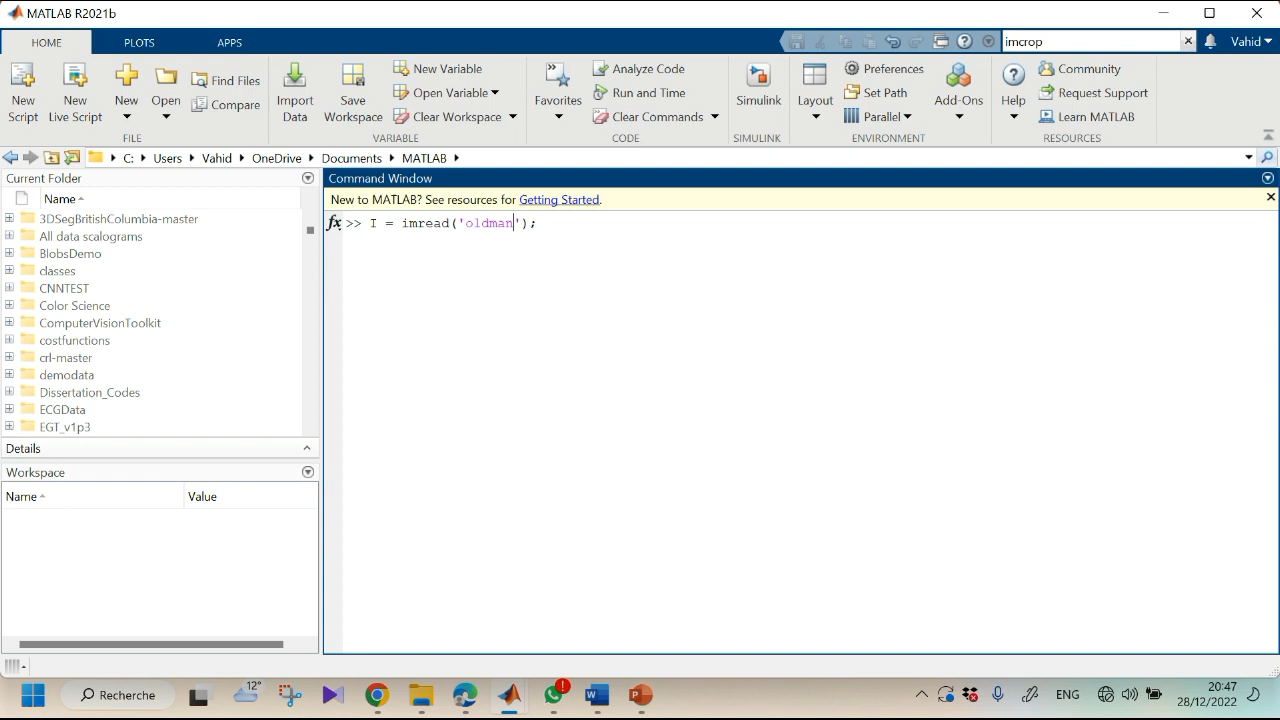 MATLAB R2021b
HOME PLOTS APPS imcrop Vahid
New Script
New Live Script
New
Open
Find Files
Compare
FILE
Import Data
Save Workspace
New Variable
Open Variable
Clear Workspace
VARIABLE
Favorites
Analyze Code
Run and Time
Clear Commands
CODE
Simulink
SIMULINK
Layout
Preferences
Set Path
Parallel
Add-Ons
ENVIRONMENT
Help
Community
Request Support
Learn MATLAB
RESOURCES
C: Users Vahid OneDrive Documents MATLAB
Current Folder
Name
3DSegBritishColumbia-master
All data scalograms
BlobsDemo
classes
CNNTEST
Color Science
ComputerVisionToolkit
costfunctions
crl-master
demodata
Dissertation_Codes
ECGData
EGT_v1p3
Details
Workspace
Name Value
Command Window
New to MATLAB? See resources for Getting Started.
fx >> I = imread('oldman');
Recherche
12°
ENG
20:47
28/12/2022